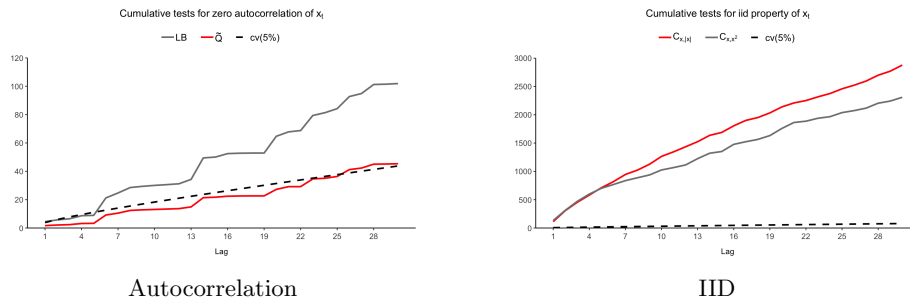 Cumulative tests for zero autocorrelation of xₜ
LB Q̃ cv(5%)
120
100
80
60
40
20
0
1 4 7 10 13 16 19 22 25 28
Lag
Autocorrelation
Cumulative tests for iid property of xₜ
Cₓ,|ₓ| Cₓ,ₓ² cv(5%)
3000
2500
2000
1500
1000
500
0
1 4 7 10 13 16 19 22 25 28
Lag
IID